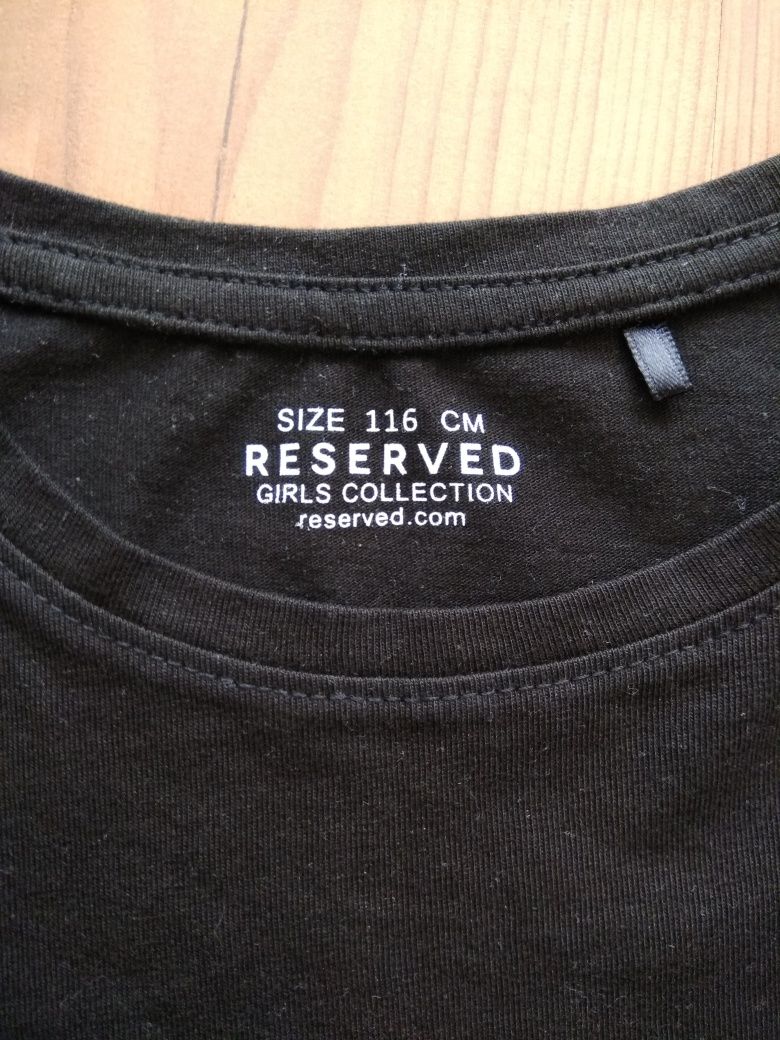 SIZE 116 CM
RESERVED
GIRLS COLLECTION
reserved.com